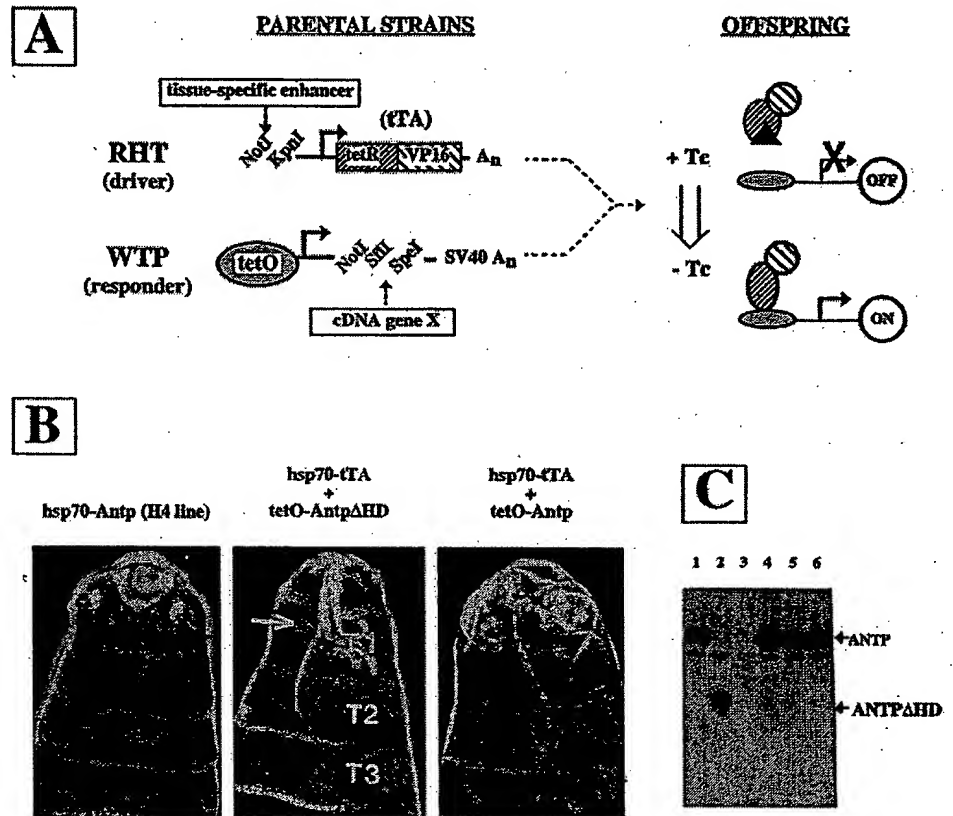 A
PARENTAL STRAINS
OFFSPRING
tissue-specific enhancer
(tTA)
NotI KpnI
RHT
(driver)
tetR VP16 An
+ Tc
X
OFF
- Tc
WTP
(responder)
tetO
NotI SfiI SpeI SV40 An
cDNA gene X
ON
B
hsp70-Antp (H4 line)
hsp70-tTA
+
tetO-AntpΔHD
hsp70-tTA
+
tetO-Antp
C
1 2 3 4 5 6
ANTP
ANTPΔHD
T2
T3